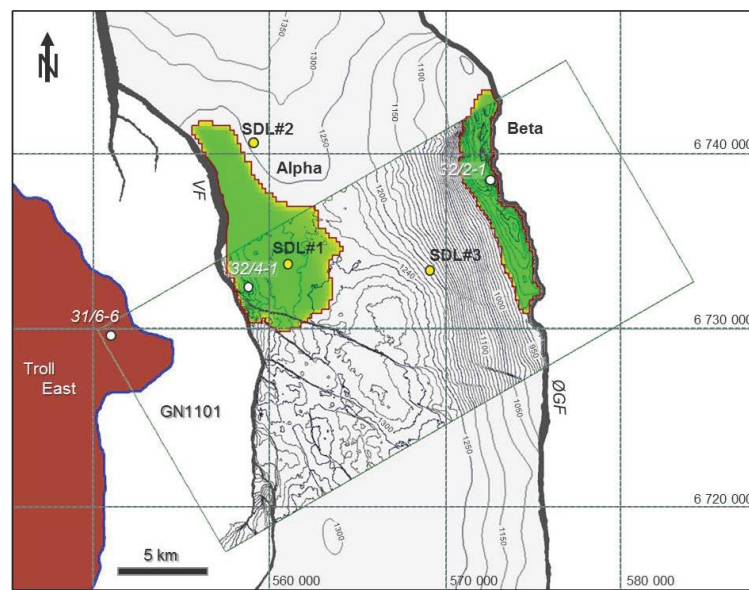 N
1350
1300
1100
1150
1250
SDL#2
Alpha
Beta
6 740 000
32/2-1
VF
1200
SDL#1
SDL#3
1240
32/4-1
1000
31/6-6
6 730 000
1100
950
Troll
East
GN1101
ØGF
1300
1050
1250
6 720 000
1300
1150
5 km
560 000
570 000
580 000